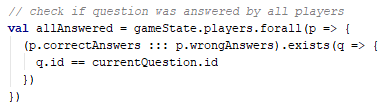 // check if question was answered by all players
val allAnswered = gameState.players.forall(p => {
  (p.correctAnswers ::: p.wrongAnswers).exists(q => {
    q.id == currentQuestion.id
  })
})